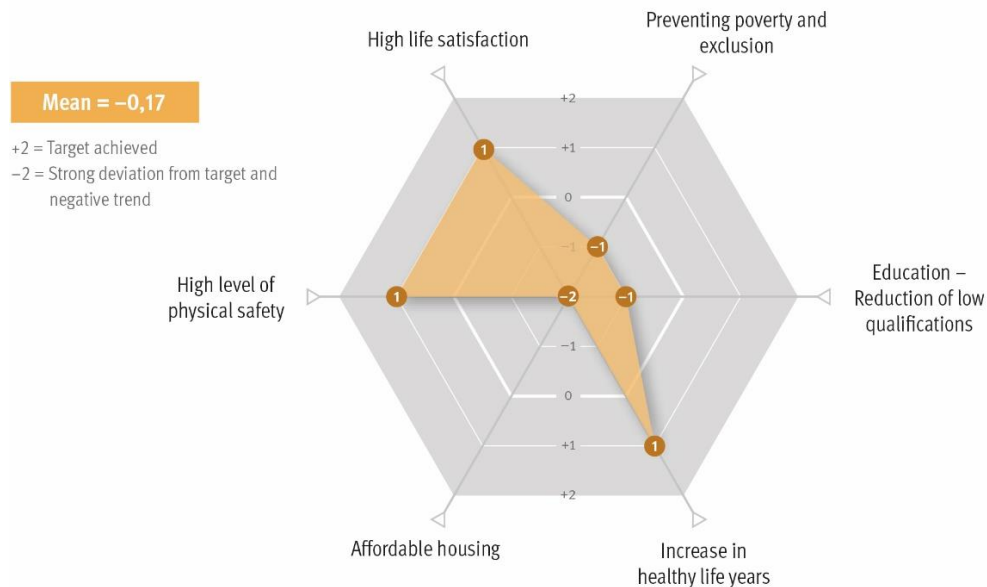 Preventing poverty and
exclusion
High life satisfaction
Mean = –0,17
+2 = Target achieved
–2 = Strong deviation from target and
negative trend
+2
+1
1
0
–1
–1
High level of
physical safety
1
–2
–1
Education –
Reduction of low
qualifications
–1
0
+1
1
+2
Affordable housing
Increase in
healthy life years